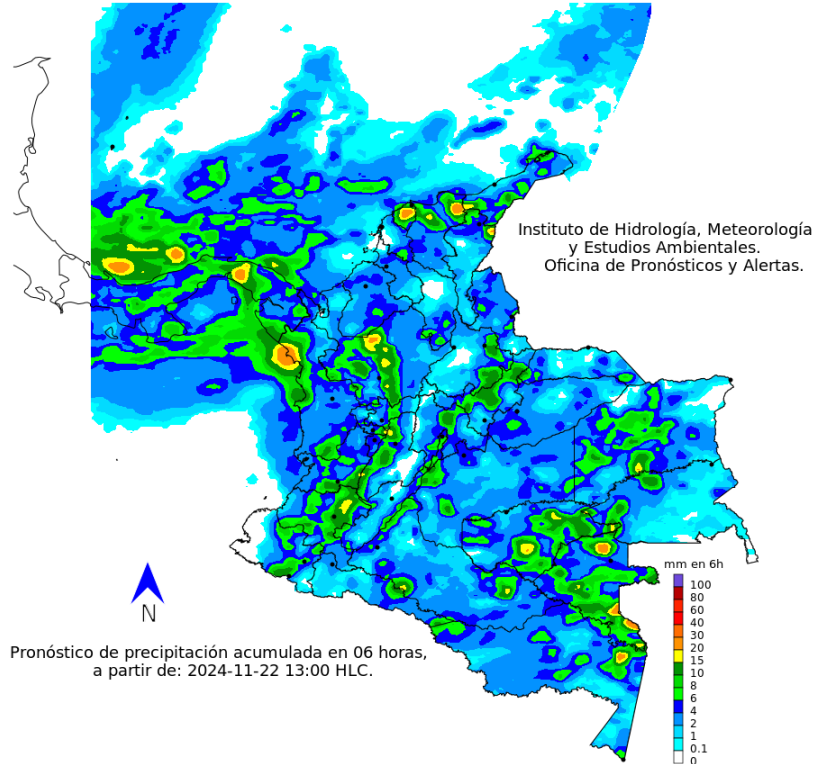 Instituto de Hidrología, Meteorología
y Estudios Ambientales.
Oficina de Pronósticos y Alertas.
mm en 6h
100
80
60
40
30
20
15
10
8
6
4
2
1
0.1
0
N
Pronóstico de precipitación acumulada en 06 horas,
a partir de: 2024-11-22 13:00 HLC.